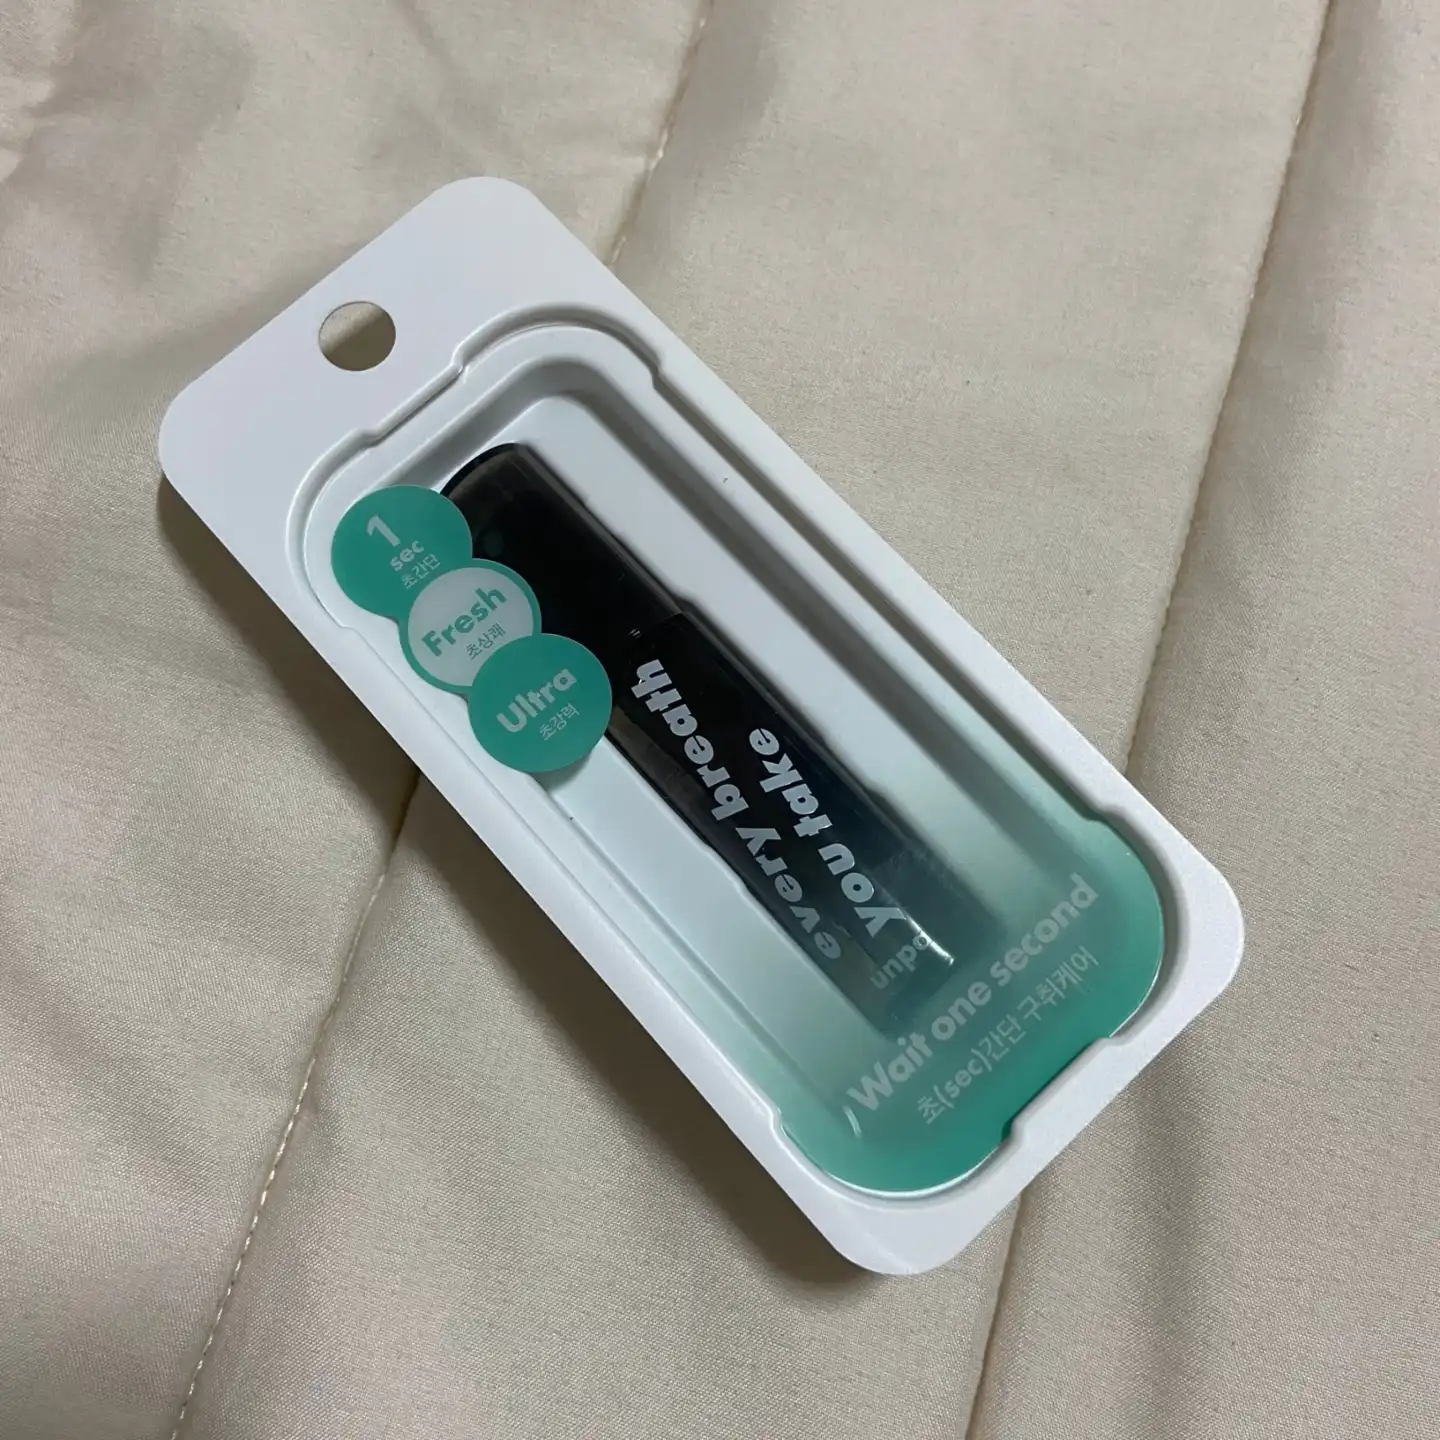 1
sec
초간단
Fresh
초상쾌
Ultra
초강력
every breath
you take
unpa
Wait one second
초(sec)간단 구취케어